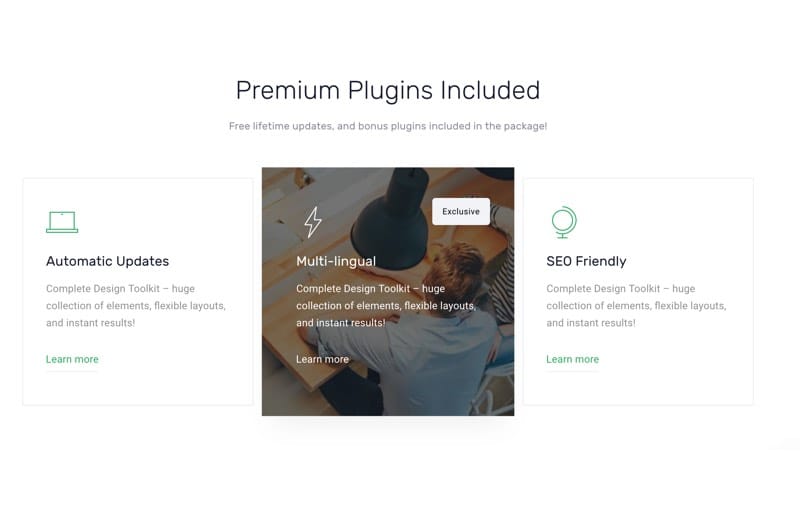 Premium Plugins Included
Free lifetime updates, and bonus plugins included in the package!
Automatic Updates
Complete Design Toolkit – huge
collection of elements, flexible layouts,
and instant results!
Learn more
Exclusive
Multi-lingual
Complete Design Toolkit – huge
collection of elements, flexible layouts,
and instant results!
Learn more
SEO Friendly
Complete Design Toolkit – huge
collection of elements, flexible layouts,
and instant results!
Learn more